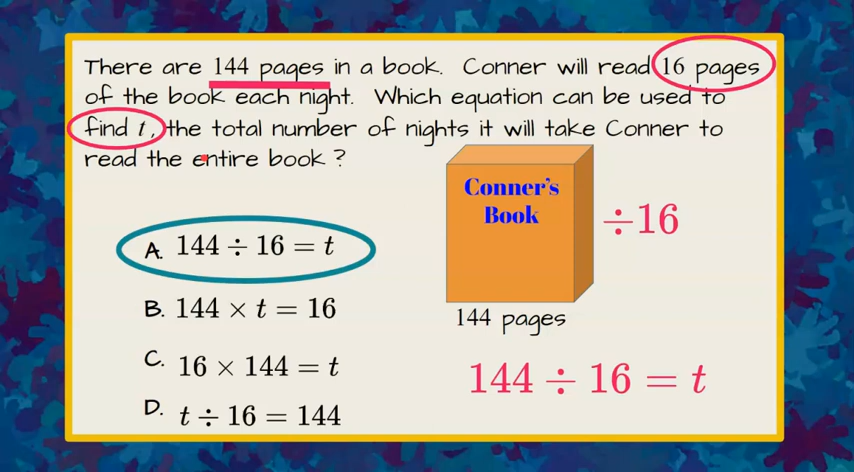 There are 144 pages in a book. Conner will read 16 pages
of the book each night. Which equation can be used to
find t, the total number of nights it will take Conner to
read the entire book ?
Conner's
Book
÷16
144 pages
A. 144 ÷ 16 = t
B. 144 × t = 16
C. 16 × 144 = t
D. t ÷ 16 = 144
144 ÷ 16 = t